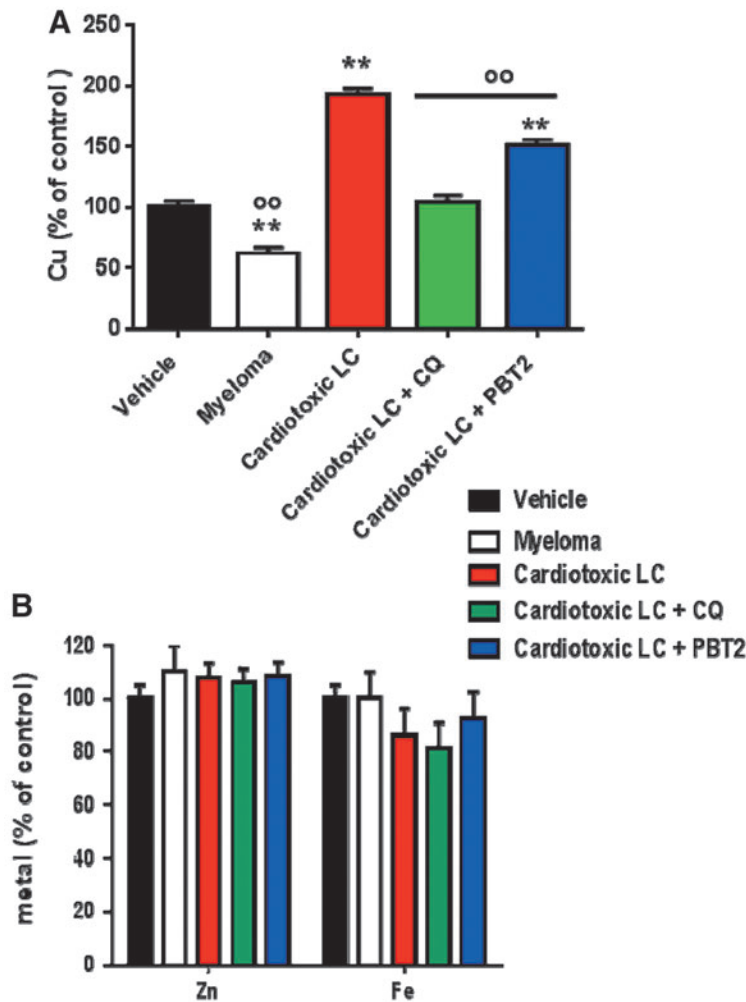 A
Cu (% of control )
250
200
150
100
50
0
**
oo
**
oo
**
Vehicle
Myeloma
Cardiotoxic LC
Cardiotoxic LC + CQ
Cardiotoxic LC + PBT2
Vehicle
Myeloma
Cardiotoxic LC
Cardiotoxic LC + CQ
Cardiotoxic LC + PBT2
B
metal (% of control)
120
100
80
60
40
20
0
Zn
Fe